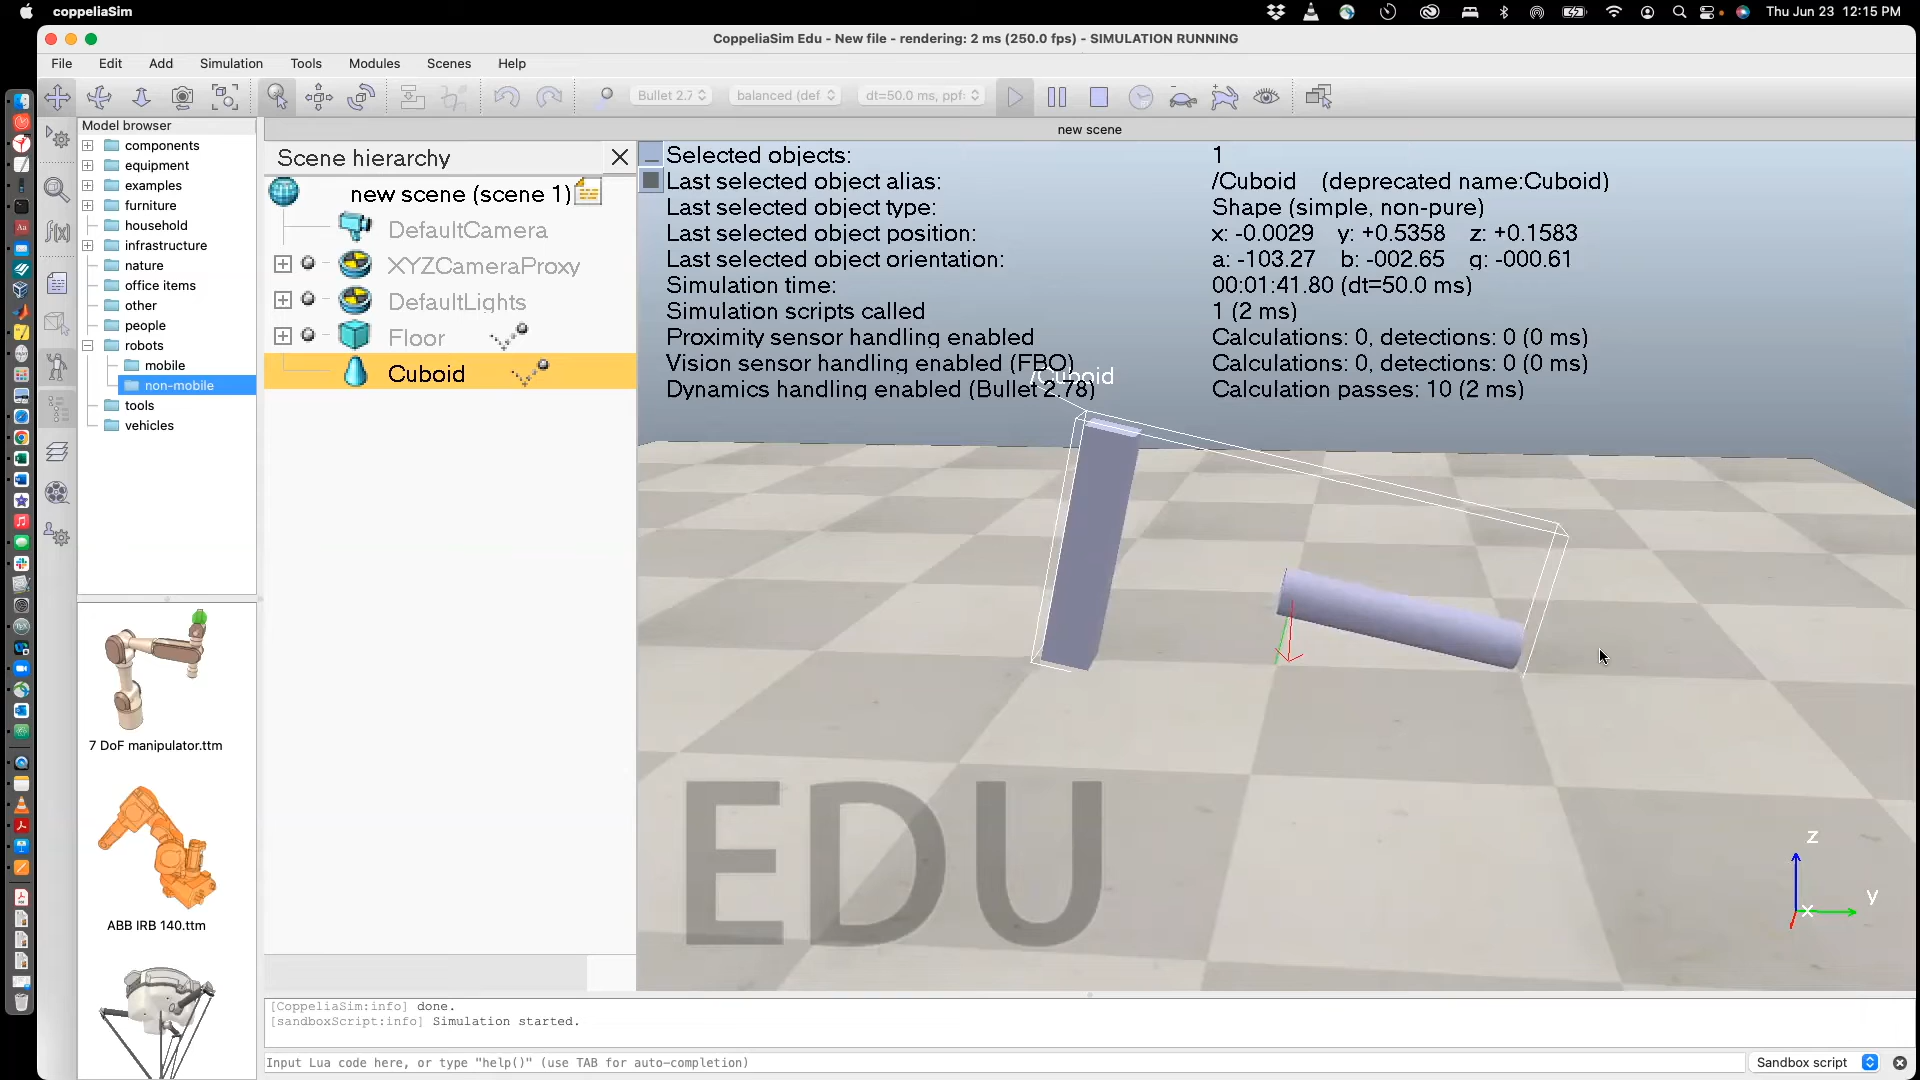 coppeliaSim
Thu Jun 23 12:15 PM
CoppeliaSim Edu - New file - rendering: 2 ms (250.0 fps) - SIMULATION RUNNING
File Edit Add Simulation Tools Modules Scenes Help
Bullet 2.7 balanced (def dt=50.0 ms, ppf:
new scene
Model browser
components
equipment
examples
furniture
household
infrastructure
nature
office items
other
people
robots
mobile
non-mobile
tools
vehicles
7 DoF manipulator.ttm
ABB IRB 140.ttm
Scene hierarchy
new scene (scene 1)
DefaultCamera
XYZCameraProxy
DefaultLights
Floor
Cuboid
Selected objects: 1
Last selected object alias: /Cuboid (deprecated name:Cuboid)
Last selected object type: Shape (simple, non-pure)
Last selected object position: x: -0.0029 y: +0.5358 z: +0.1583
Last selected object orientation: a: -103.27 b: -002.65 g: -000.61
Simulation time: 00:01:41.80 (dt=50.0 ms)
Simulation scripts called 1 (2 ms)
Proximity sensor handling enabled Calculations: 0, detections: 0 (0 ms)
Vision sensor handling enabled (FBO) Calculations: 0, detections: 0 (0 ms)
/Cuboid
Dynamics handling enabled (Bullet 2.78) Calculation passes: 10 (2 ms)
EDU
z
y
x
[CoppeliaSim:info] done.
[sandboxScript:info] Simulation started.
Input Lua code here, or type "help()" (use TAB for auto-completion)
Sandbox script